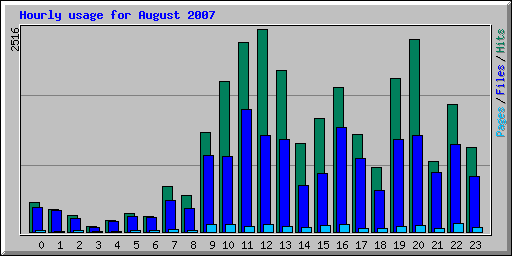 Hourly usage for August 2007
2516
Pages / Files / Hits
0 1 2 3 4 5 6 7 8 9 10 11 12 13 14 15 16 17 18 19 20 21 22 23